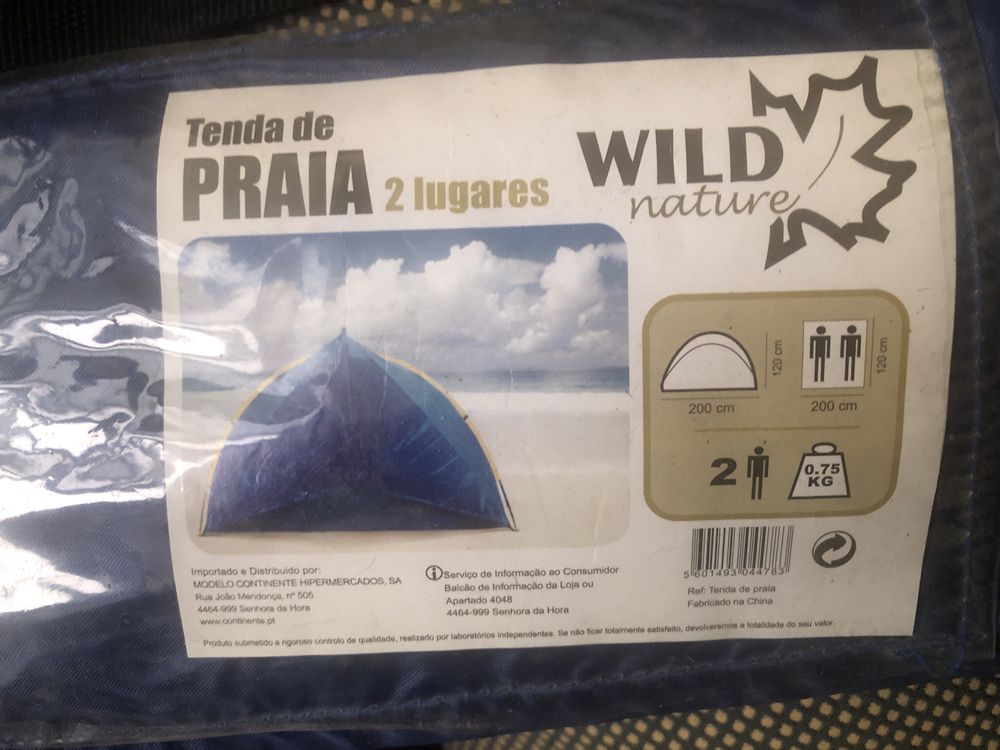 Tenda de
PRAIA 2 lugares
WILD
nature
120 cm
200 cm
120 cm
200 cm
2
0.75
KG
Importado e Distribuido por:
MODELO CONTINENTE HIPERMERCADOS, SA
Rua João Mendonça, nº 505
4464-999 Senhora da Hora
www.continente.pt
Serviço de Informação ao Consumidor
Balcão de Informação da Loja ou
Apartado 4048
4464-999 Senhora da Hora
5 601493 044783
Ref: Tenda de praia
Fabricado na China
Produto submetido a rigoroso controlo de qualidade, realizado por laboratórios independentes. Se não ficar totalmente satisfeito, devolveremos a totalidade do seu valor.